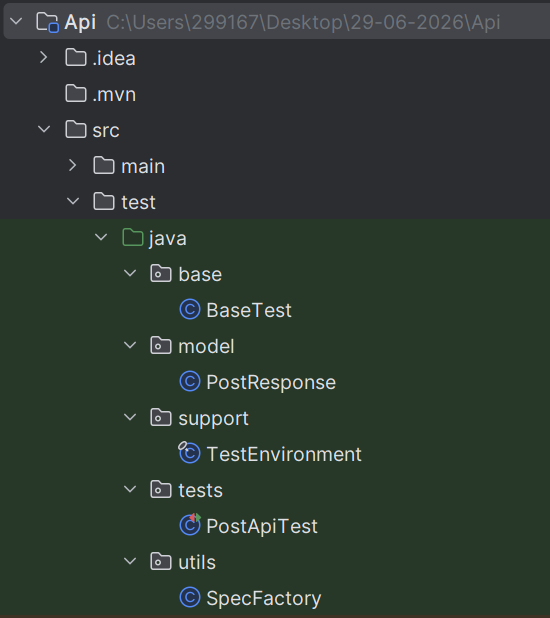 Api C:\Users\299167\Desktop\29-06-2026\Api
.idea
.mvn
src
main
test
java
base
BaseTest
model
PostResponse
support
TestEnvironment
tests
PostApiTest
utils
SpecFactory